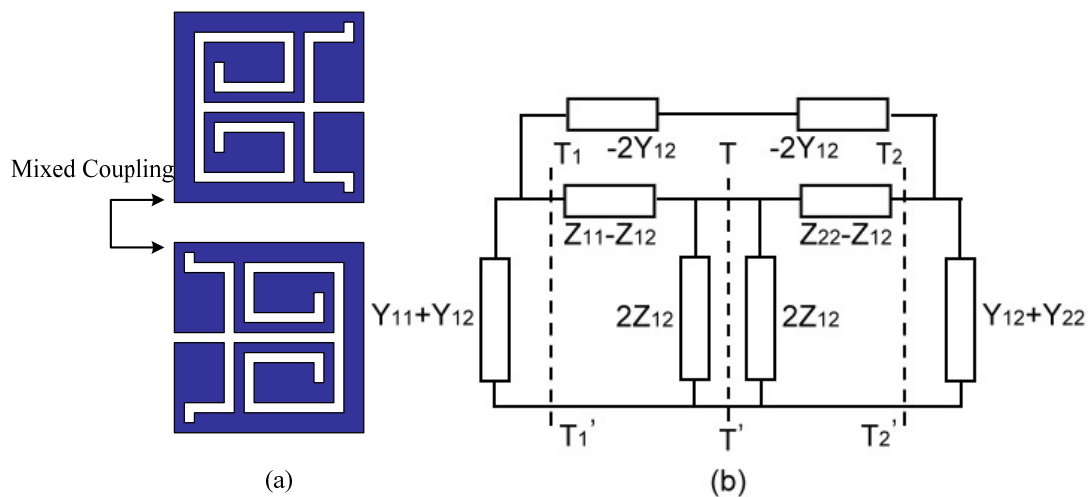 Mixed Coupling
(a)
T1 -2Y12 T -2Y12 T2
Z11-Z12 Z22-Z12
Y11+Y12 2Z12 2Z12 Y12+Y22
T1’ T’ T2’
(b)